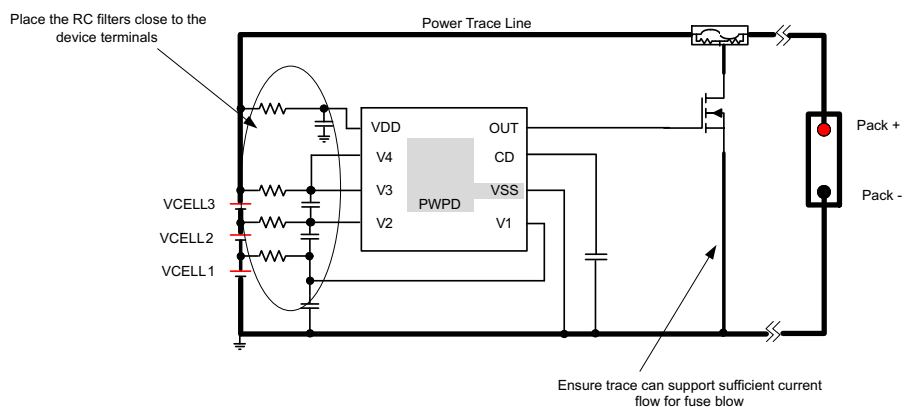 Place the RC filters close to the
device terminals
Power Trace Line
VDD
OUT
Pack +
V4
CD
V3
VSS
Pack -
PWPD
VCELL3
V2
V1
VCELL2
VCELL1
Ensure trace can support sufficient current
flow for fuse blow